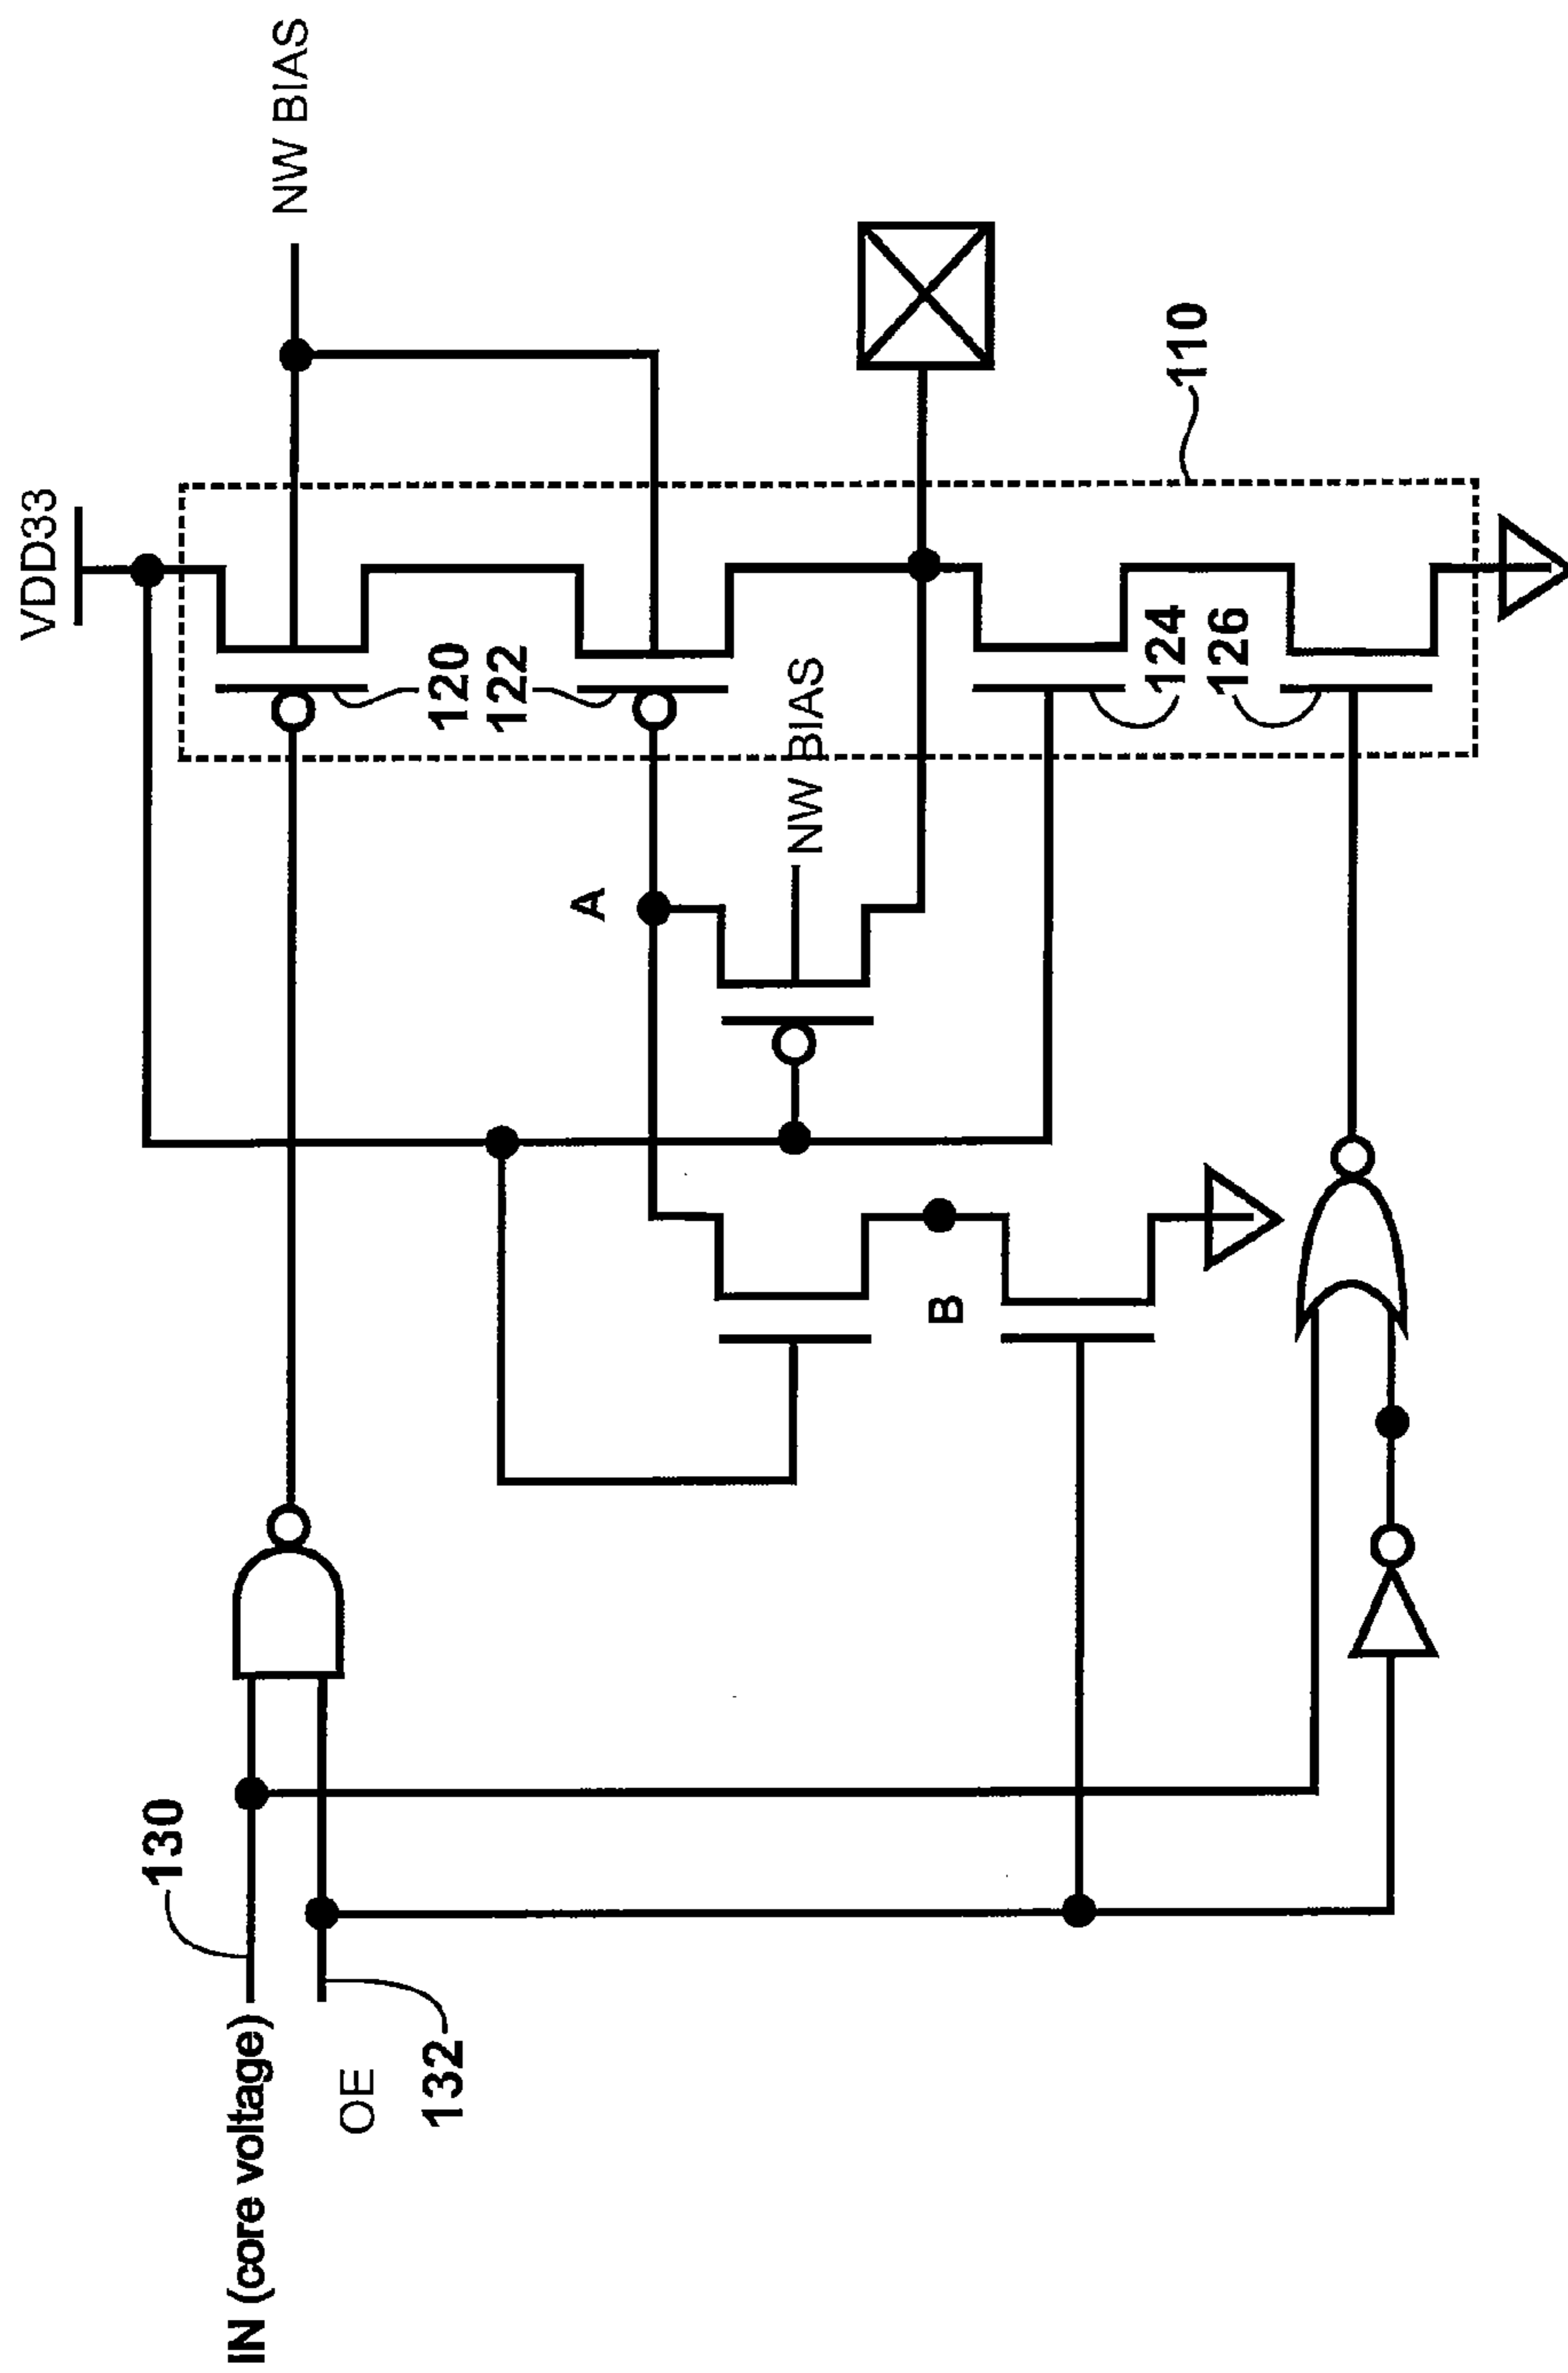 VDD33
NW BIAS
130
IN (core voltage)
OE
132
120
122
A
NW BIAS
B
124
126
110